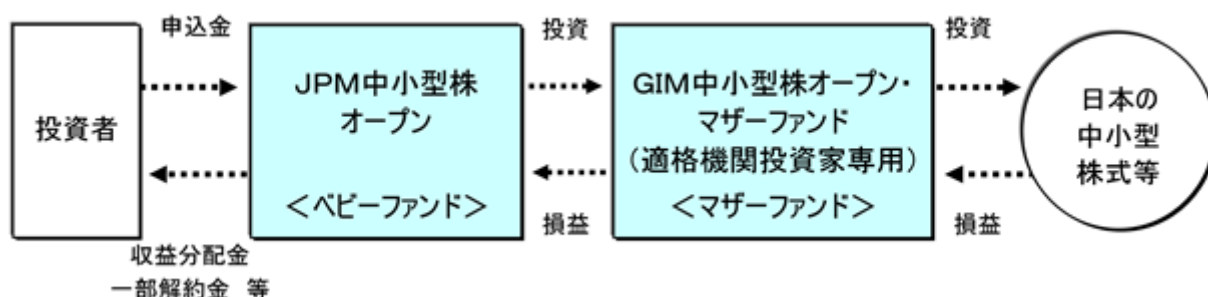 申込金
投資
投資
投資者
JPM中小型株
オープン
<ベビーファンド>
GIM中小型株オープン・
マザーファンド
(適格機関投資家専用)
<マザーファンド>
日本の
中小型
株式等
損益
損益
収益分配金
一部解約金 等